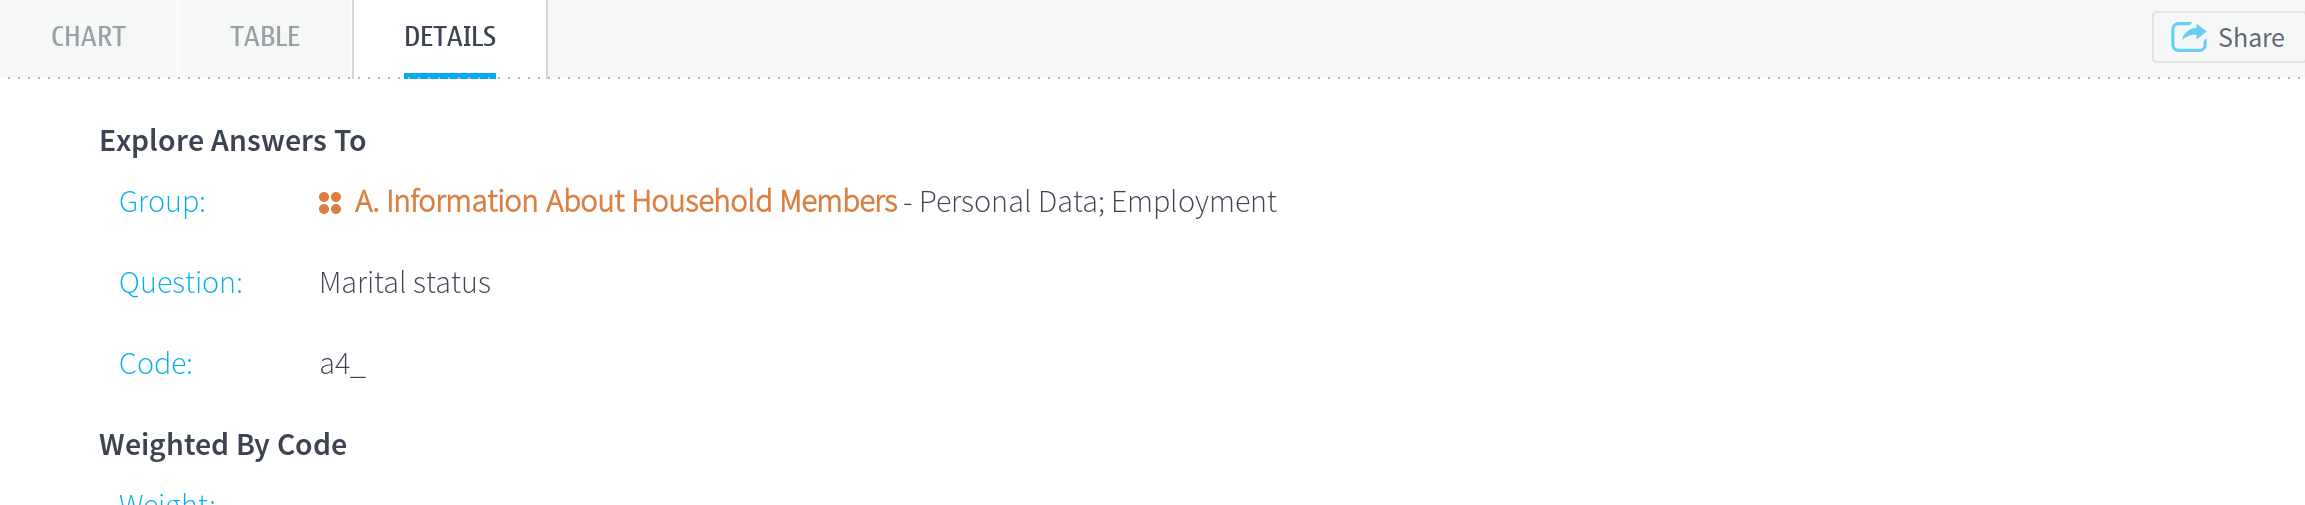 CHART TABLE DETAILS Share
Explore Answers To
Group: A. Information About Household Members - Personal Data; Employment
Question: Marital status
Code: a4_
Weighted By Code
Weight: